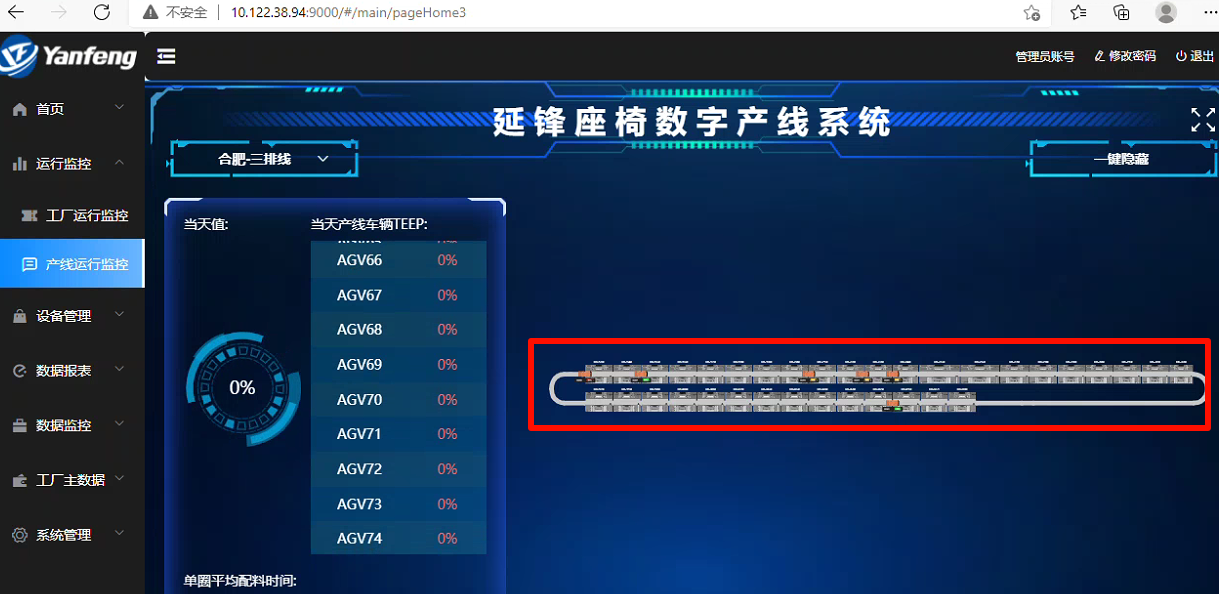 不安全 10.122.38.94:9000/#/main/pageHome3
Yanfeng
管理员账号 修改密码 退出
首页
运行监控
工厂运行监控
产线运行监控
设备管理
数据报表
数据监控
工厂主数据
系统管理
延锋座椅数字产线系统
合肥-三排线
一键隐藏
当天值:
0%
当天产线车辆TEEP:
AGV66 0%
AGV67 0%
AGV68 0%
AGV69 0%
AGV70 0%
AGV71 0%
AGV72 0%
AGV73 0%
AGV74 0%
单圈平均配料时间: